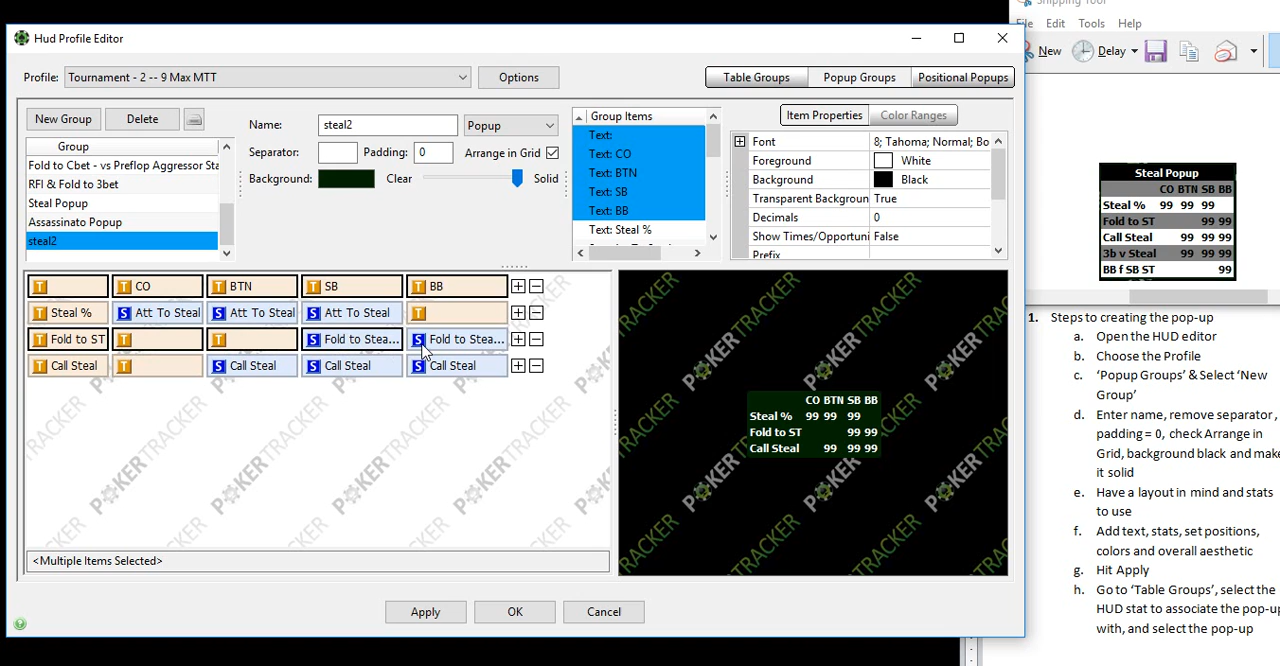 Snipping Tool
Hud Profile Editor
File Edit Tools Help
New Delay
Profile: Tournament - 2 -- 9 Max MTT Options Table Groups Popup Groups Positional Popups
New Group Delete
Name: steal2 Popup
Separator: Padding: 0 Arrange in Grid
Background: Clear Solid
Group
Fold to Cbet - vs Preflop Aggressor Sta
RFI & Fold to 3bet
Steal Popup
Assassinato Popup
steal2
Group Items
Text:
Text: CO
Text: BTN
Text: SB
Text: BB
Text: Steal %
Item Properties Color Ranges
Font 8; Tahoma; Normal; Bo
Foreground White
Background Black
Transparent Backgroun True
Decimals 0
Show Times/Opportuni False
Prefix
Steal Popup
CO BTN SB BB
Steal % 99 99 99
Fold to ST 99 99
Call Steal 99 99 99
3b v Steal 99 99 99
BB f SB ST 99
T T CO T BTN T SB T BB
T Steal % S Att To Steal S Att To Steal S Att To Steal T
T Fold to ST T T S Fold to Stea... S Fold to Stea...
T Call Steal T S Call Steal S Call Steal S Call Steal
POKERTRACKER
CO BTN SB BB
Steal % 99 99 99
Fold to ST 99 99
Call Steal 99 99 99
<Multiple Items Selected>
Apply OK Cancel
1. Steps to creating the pop-up
a. Open the HUD editor
b. Choose the Profile
c. ‘Popup Groups’ & Select ‘New
Group’
d. Enter name, remove separator,
padding = 0, check Arrange in
Grid, background black and make
it solid
e. Have a layout in mind and stats
to use
f. Add text, stats, set positions,
colors and overall aesthetic
g. Hit Apply
h. Go to ‘Table Groups’, select the
HUD stat to associate the pop-up
with, and select the pop-up